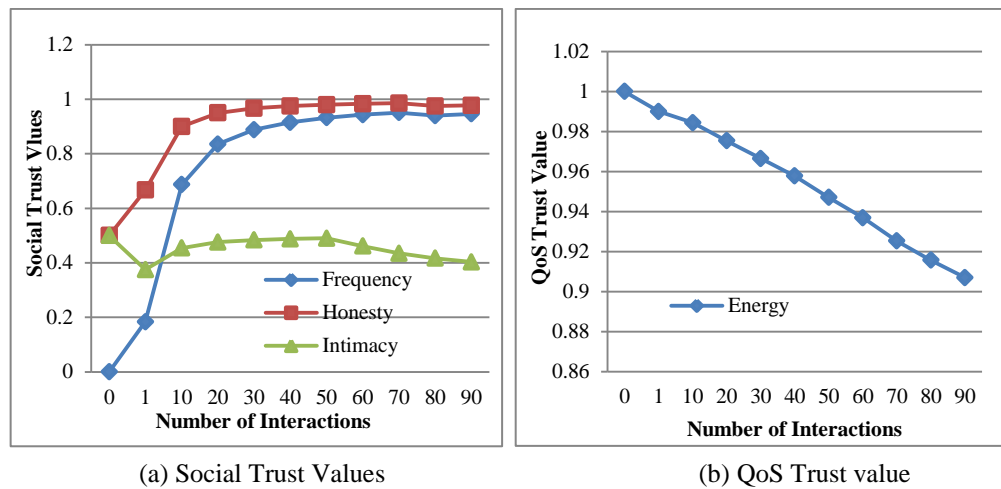 1.2
1
0.8
0.6
0.4
0.2
0
Social Trust Vlues
Frequency
Honesty
Intimacy
0 1 10 20 30 40 50 60 70 80 90
Number of Interactions
(a) Social Trust Values
1.02
1
0.98
0.96
0.94
0.92
0.9
0.88
0.86
QoS Trust Value
Energy
0 1 10 20 30 40 50 60 70 80 90
Number of Interactions
(b) QoS Trust value